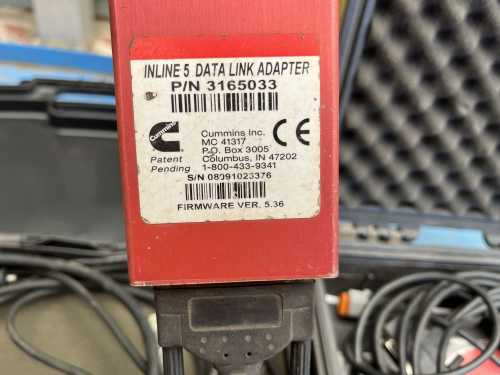 INLINE 5 DATA LINK ADAPTER
P/N 3165033
Cummins
Patent
Pending
Cummins Inc.
MC 41317
P.O. Box 3005
Columbus, IN 47202
1-800-433-9341
CE
S/N 08091023376
FIRMWARE VER. 5.36